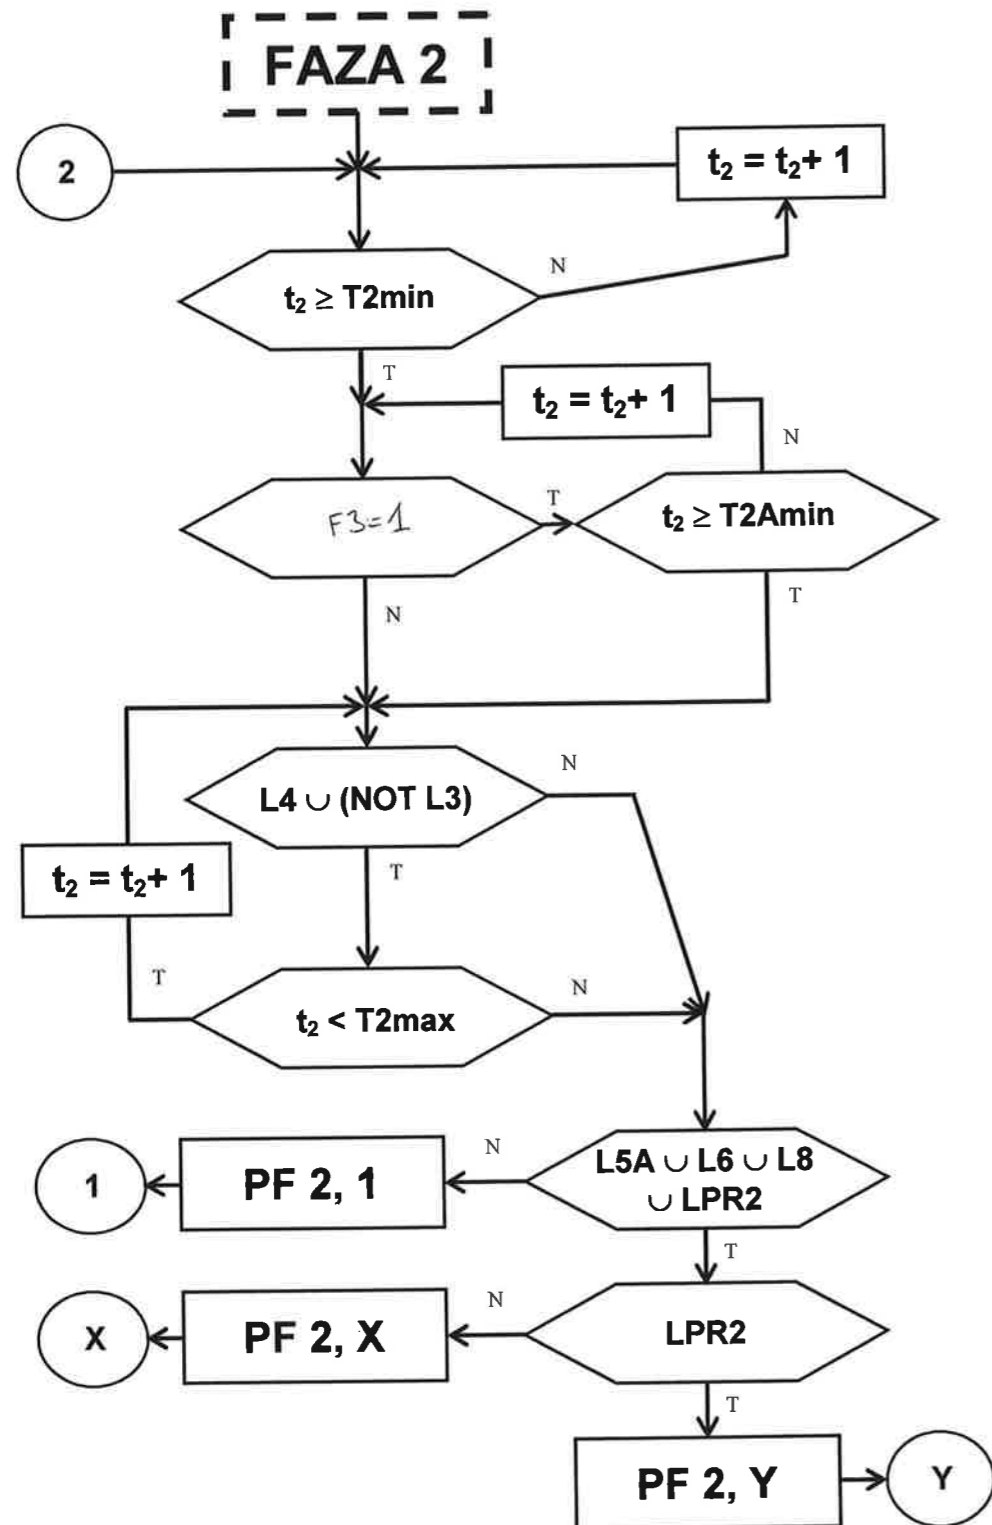 FAZA 2
2
t₂ = t₂+ 1
N
t₂ ≥ T2min
T
t₂ = t₂+ 1
N
F3=1
T
t₂ ≥ T2Amin
N
T
L4 ∪ (NOT L3)
N
T
t₂ = t₂+ 1
T
t₂ < T2max
N
L5A ∪ L6 ∪ L8
∪ LPR2
N
PF 2, 1
1
T
LPR2
N
PF 2, X
X
T
PF 2, Y
Y